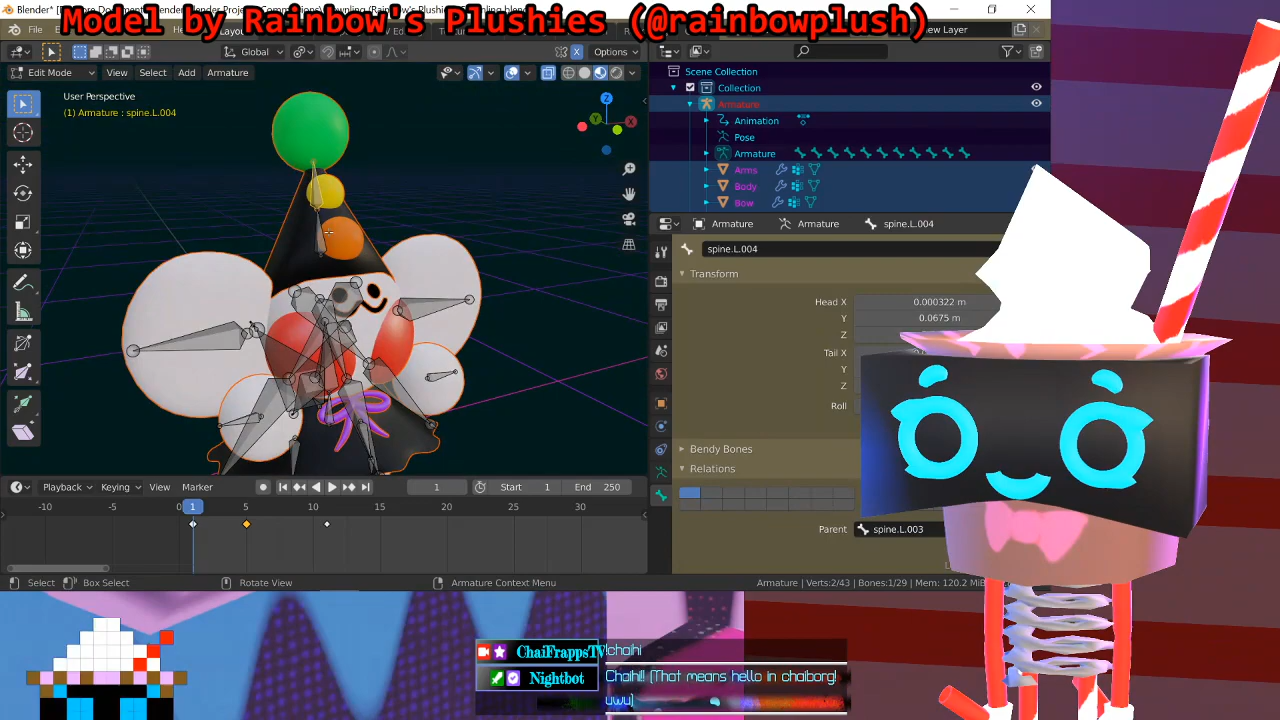 Model by Rainbow's Plushies (@rainbowplush)
File
New Layer
Global
Options
Edit Mode View Select Add Armature
User Perspective
(1) Armature : spine.L.004
Z
Y
X
Scene Collection
Collection
Armature
Animation
Pose
Armature
Arms
Body
Bow
Armature Armature spine.L.004
spine.L.004
Transform
Head X 0.000322 m
Y 0.0675 m
Z
Tail X
Y
Z
Roll
Bendy Bones
Relations
Parent spine.L.003
Playback Keying View Marker 1 Start 1 End 250
-10 -5 1 5 10 15 20 25 30
Select Box Select Rotate View Armature Context Menu Armature | Verts:2/43 | Bones:1/29 | Mem: 120.2 MiB
ChaiFrappsTV !chaihi
Nightbot Chaihi!! (That means hello in chaiborg!
uwu)